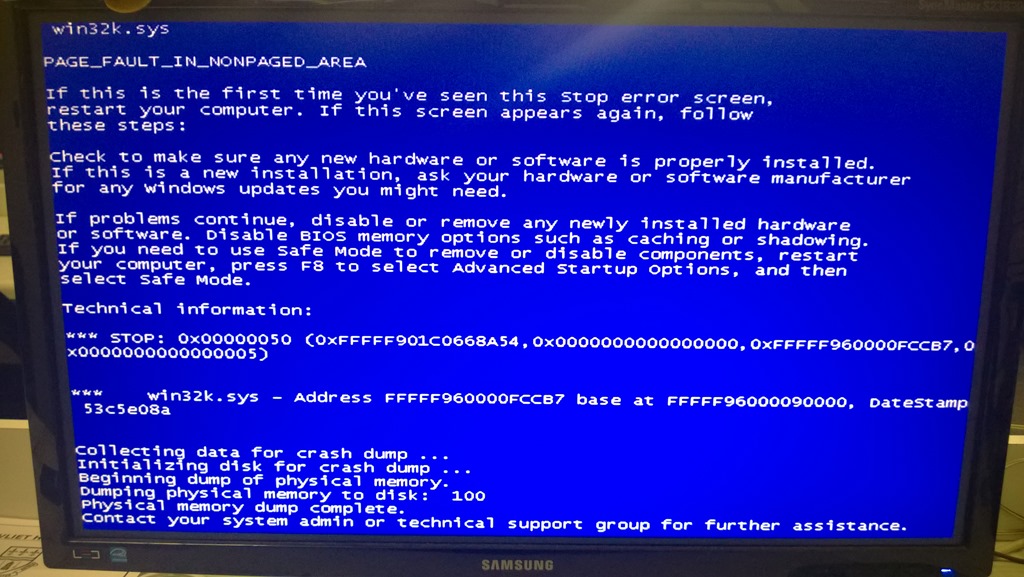 win32k.sys
PAGE_FAULT_IN_NONPAGED_AREA
If this is the first time you've seen this Stop error screen,
restart your computer. If this screen appears again, follow
these steps:
Check to make sure any new hardware or software is properly installed.
If this is a new installation, ask your hardware or software manufacturer
for any Windows updates you might need.
If problems continue, disable or remove any newly installed hardware
or software. Disable BIOS memory options such as caching or shadowing.
If you need to use Safe Mode to remove or disable components, restart
your computer, press F8 to select Advanced Startup Options, and then
select Safe Mode.
Technical information:
*** STOP: 0x00000050 (0xFFFFF901C0668A54,0x0000000000000000,0xFFFFF960000FCCB7,0
x0000000000000005)
*** win32k.sys - Address FFFFF960000FCCB7 base at FFFFF96000090000, DateStamp
53c5e08a
Collecting data for crash dump ...
Initializing disk for crash dump ...
Beginning dump of physical memory.
Dumping physical memory to disk: 100
Physical memory dump complete.
Contact your system admin or technical support group for further assistance.
SAMSUNG